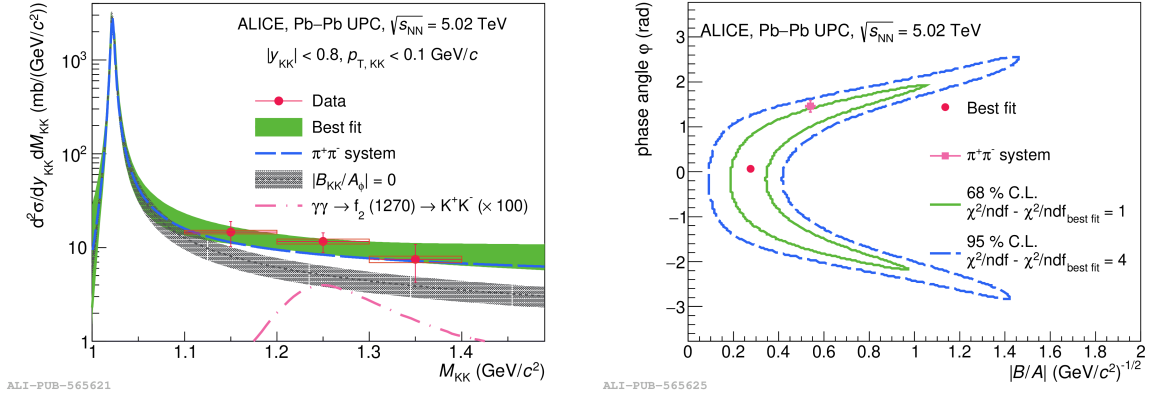 ALICE, Pb−Pb UPC, √sNN = 5.02 TeV
|yKK| < 0.8, pT, KK < 0.1 GeV/c
Data
Best fit
π+π- system
|BKK/Aϕ| = 0
γγ → f2 (1270) → K+K- (× 100)
d2σ/dyKK dMKK (mb/(GeV/c2))
103
102
10
1
1 1.1 1.2 1.3 1.4
MKK (GeV/c2)
ALI-PUB-565621
ALICE, Pb−Pb UPC, √sNN = 5.02 TeV
phase angle φ (rad)
3
2
1
0
−1
−2
−3
Best fit
π+π- system
68 % C.L.
χ2/ndf - χ2/ndfbest fit = 1
95 % C.L.
χ2/ndf - χ2/ndfbest fit = 4
0 0.2 0.4 0.6 0.8 1 1.2 1.4 1.6 1.8 2
|B/A| (GeV/c2)-1/2
ALI-PUB-565625